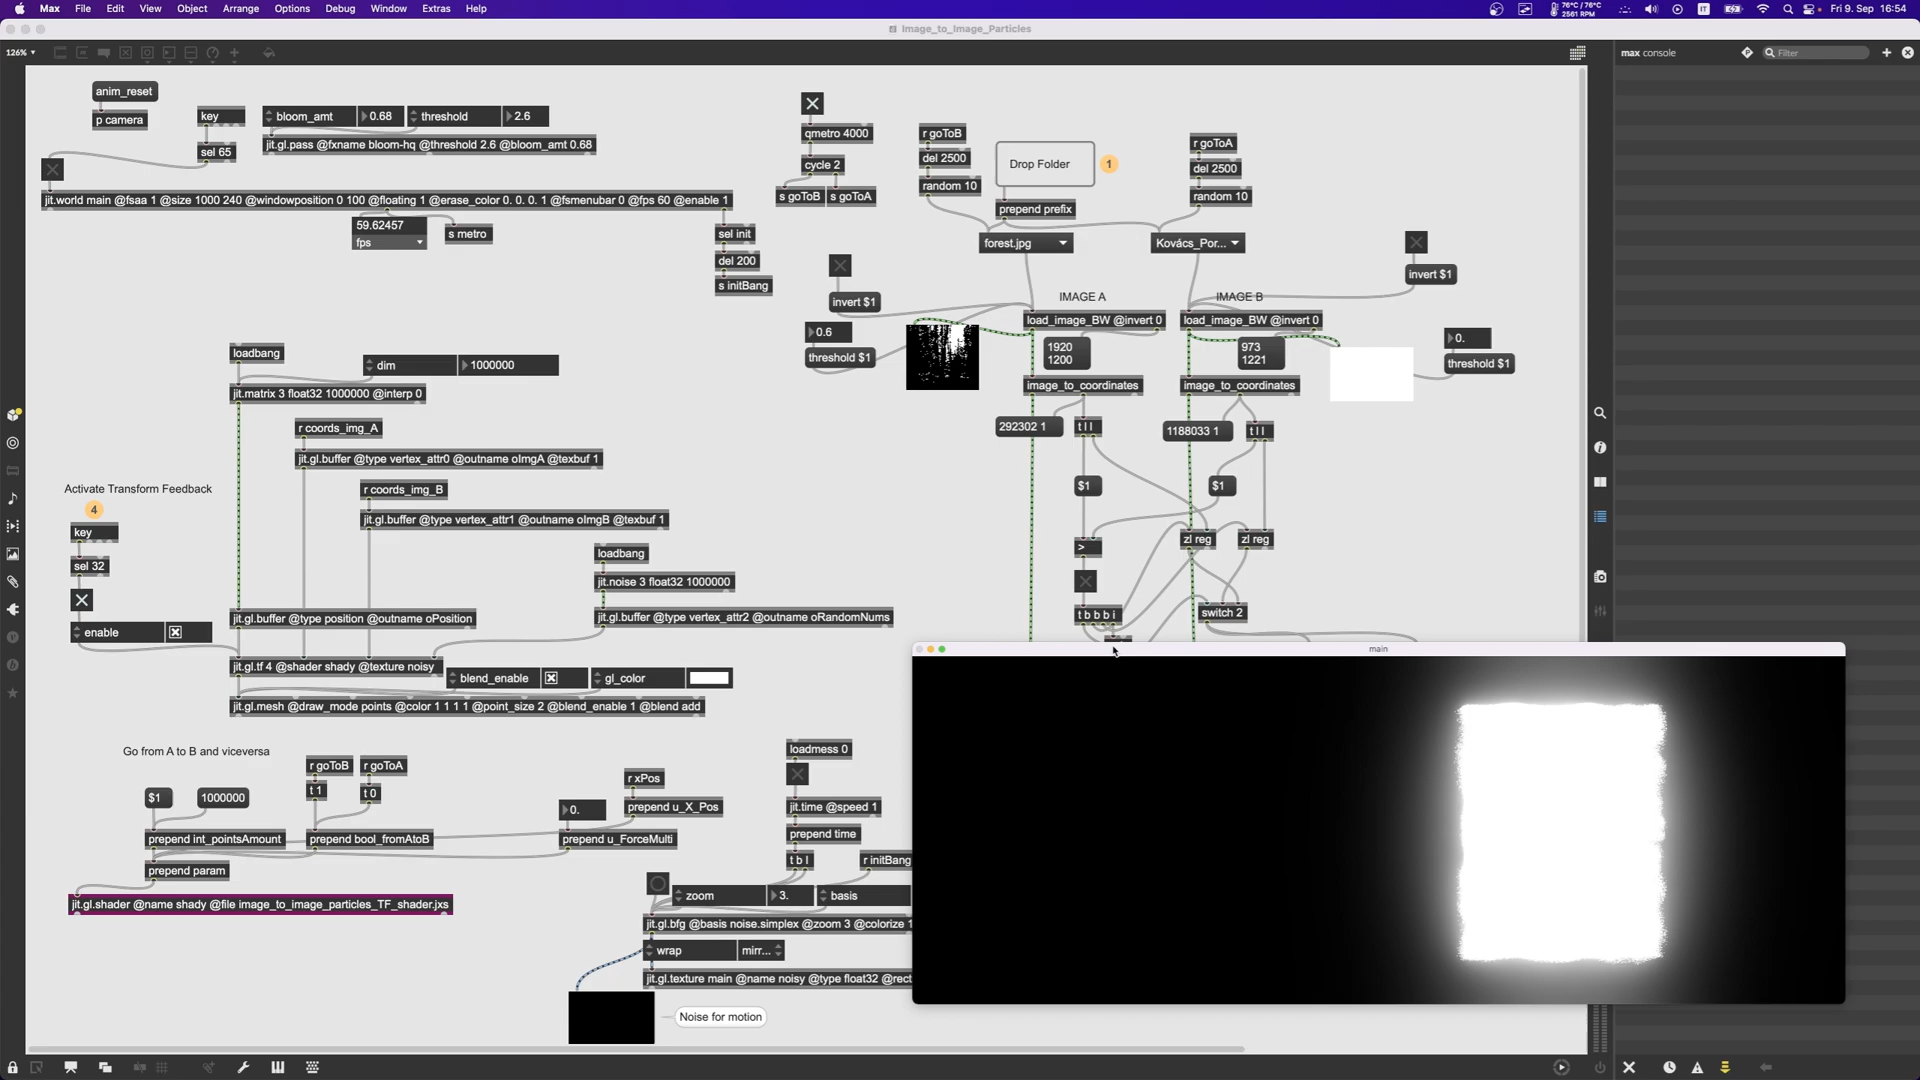 Max File Edit View Object Arrange Options Debug Window Extras Help
76°C / 76°C
2561 RPM
IT
Fri 9. Sep 16:54
Image_to_Image_Particles
126%
max console
Filter
anim_reset
p camera
key
sel 65
bloom_amt 0.68 threshold 2.6
jit.gl.pass @fxname bloom-hq @threshold 2.6 @bloom_amt 0.68
jit.world main @fsaa 1 @size 1000 240 @windowposition 0 100 @floating 1 @erase_color 0. 0. 0. 1 @fsmenubar 0 @fps 60 @enable 1
59.62457
fps
s metro
sel init
del 200
s initBang
qmetro 4000
cycle 2
s goToB s goToA
r goToB
del 2500
random 10
Drop Folder
1
prepend prefix
r goToA
del 2500
random 10
forest.jpg
Kovács_Por...
invert $1
0.6
threshold $1
invert $1
0.
threshold $1
IMAGE A
IMAGE B
load_image_BW @invert 0
load_image_BW @invert 0
1920
1200
973
1221
image_to_coordinates
image_to_coordinates
292302 1
t l l
1188033 1
t l l
$1
$1
>
zl reg
zl reg
t b b b i
switch 2
loadbang
dim 1000000
jit.matrix 3 float32 1000000 @interp 0
r coords_img_A
jit.gl.buffer @type vertex_attr0 @outname oImgA @texbuf 1
r coords_img_B
jit.gl.buffer @type vertex_attr1 @outname oImgB @texbuf 1
Activate Transform Feedback
4
key
sel 32
enable
loadbang
jit.noise 3 float32 1000000
jit.gl.buffer @type vertex_attr2 @outname oRandomNums
jit.gl.buffer @type position @outname oPosition
jit.gl.tf 4 @shader shady @texture noisy
blend_enable
gl_color
jit.gl.mesh @draw_mode points @color 1 1 1 1 @point_size 2 @blend_enable 1 @blend add
Go from A to B and viceversa
r goToB r goToA
t 1
t 0
$1
1000000
prepend int_pointsAmount
prepend bool_fromAtoB
prepend param
jit.gl.shader @name shady @file image_to_image_particles_TF_shader.jxs
0.
prepend u_ForceMulti
r xPos
prepend u_X_Pos
loadmess 0
jit.time @speed 1
prepend time
t b l
r initBang
zoom 3. basis
jit.gl.bfg @basis noise.simplex @zoom 3 @colorize 1
wrap mirr...
jit.gl.texture main @name noisy @type float32 @rect
Noise for motion
main